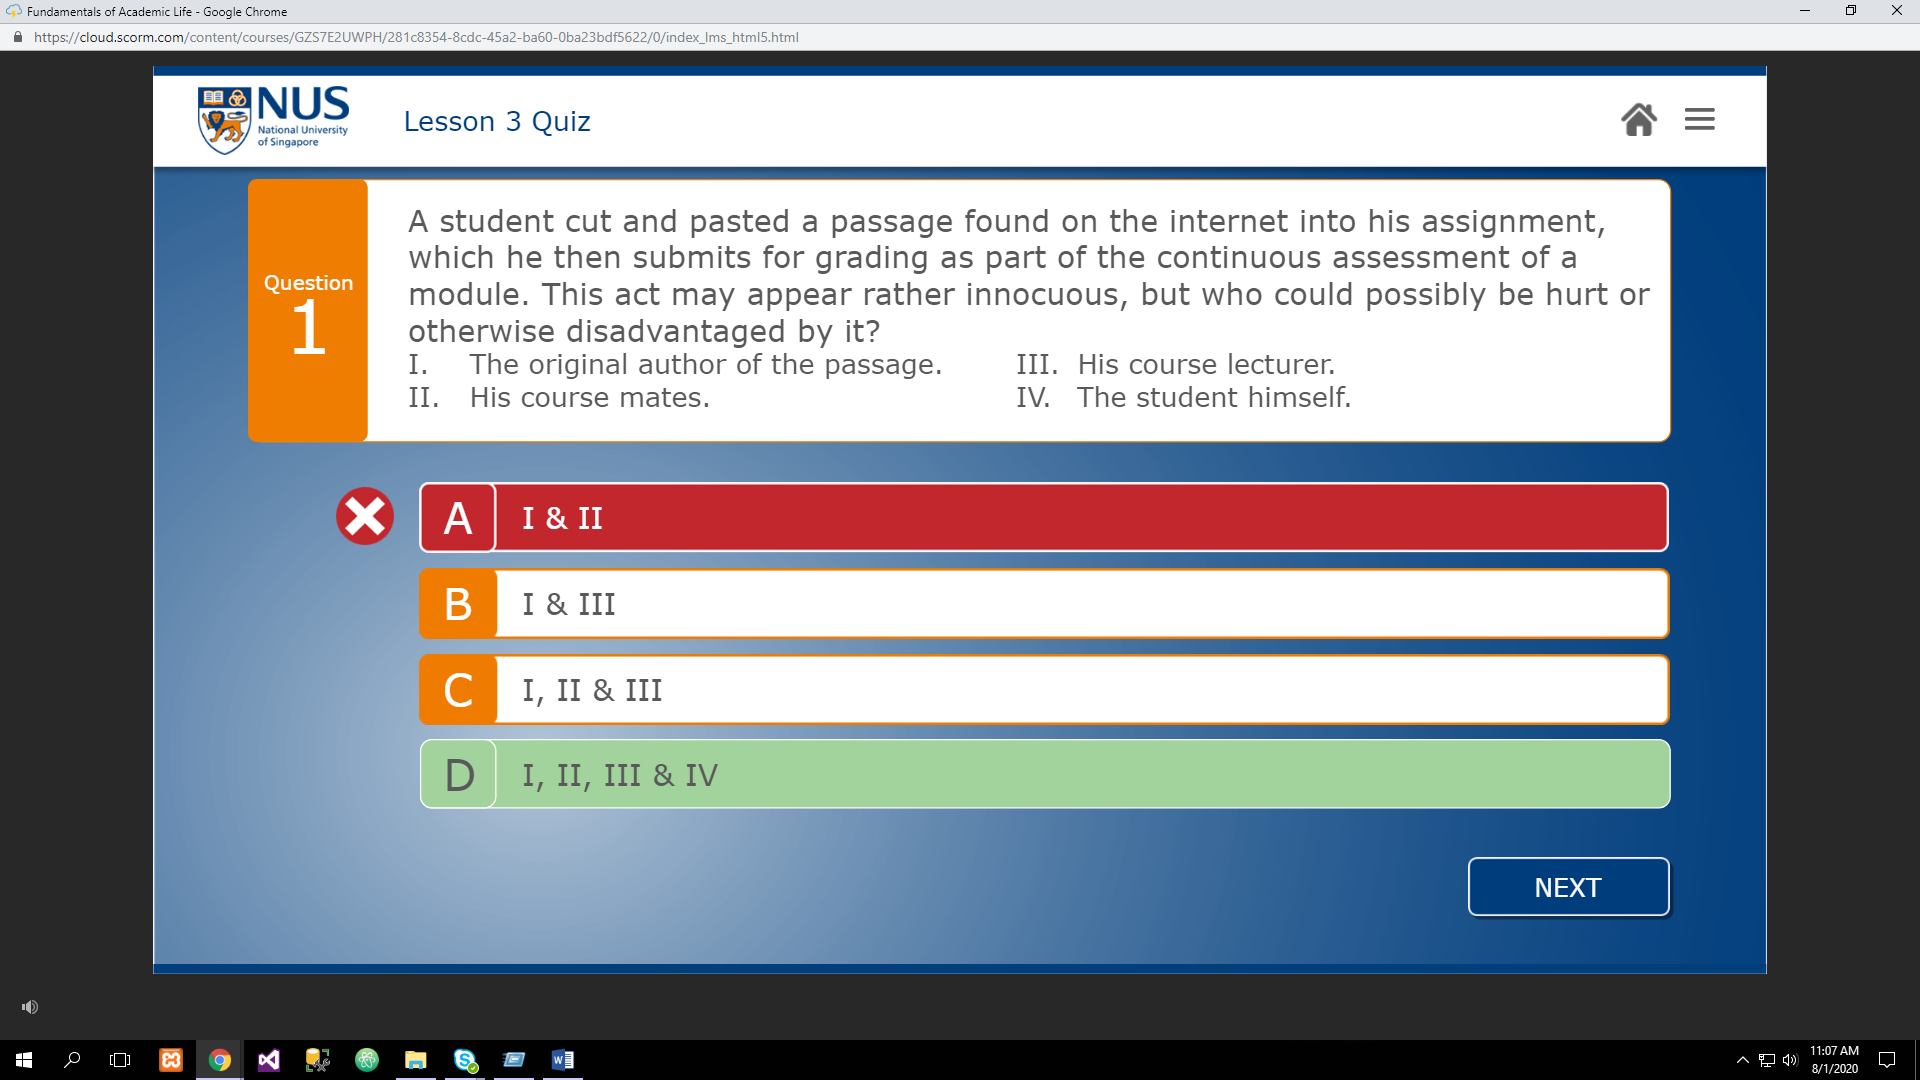 Fundamentals of Academic Life - Google Chrome
https://cloud.scorm.com/content/courses/GZS7E2UWPH/281c8354-8cdc-45a2-ba60-0ba23bdf5622/0/index_lms_html5.html
NUS
National University
of Singapore
Lesson 3 Quiz
Question
1
A student cut and pasted a passage found on the internet into his assignment,
which he then submits for grading as part of the continuous assessment of a
module. This act may appear rather innocuous, but who could possibly be hurt or
otherwise disadvantaged by it?
I. The original author of the passage. III. His course lecturer.
II. His course mates. IV. The student himself.
A I & II
B I & III
C I, II & III
D I, II, III & IV
NEXT
11:07 AM
8/1/2020